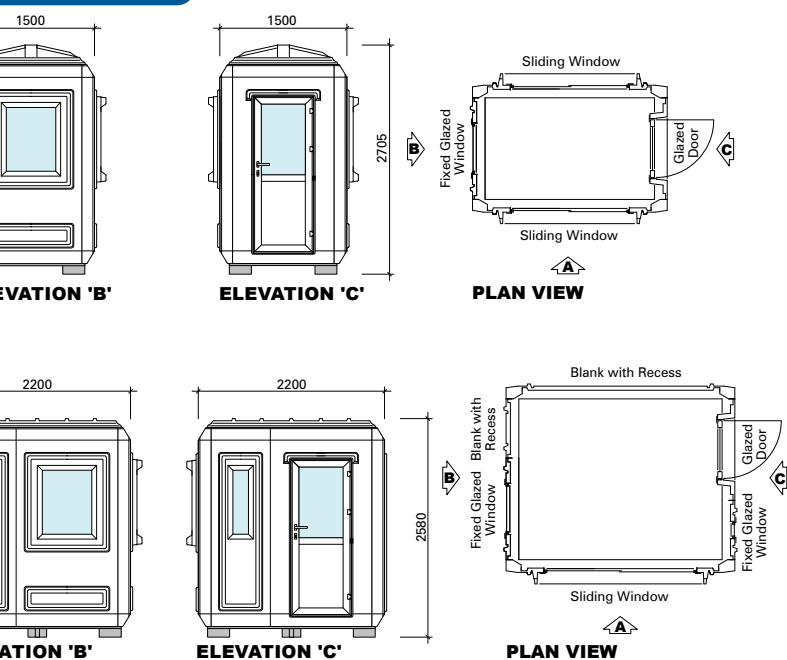 1500
1500
2705
EVATION 'B'
ELEVATION 'C'
Sliding Window
B
Fixed Glazed
Window
Glazed
Door
C
Sliding Window
A
PLAN VIEW
2200
2200
2580
ATION 'B'
ELEVATION 'C'
Blank with Recess
Blank with
Recess
B
Fixed Glazed
Window
Glazed
Door
C
Fixed Glazed
Window
Sliding Window
A
PLAN VIEW